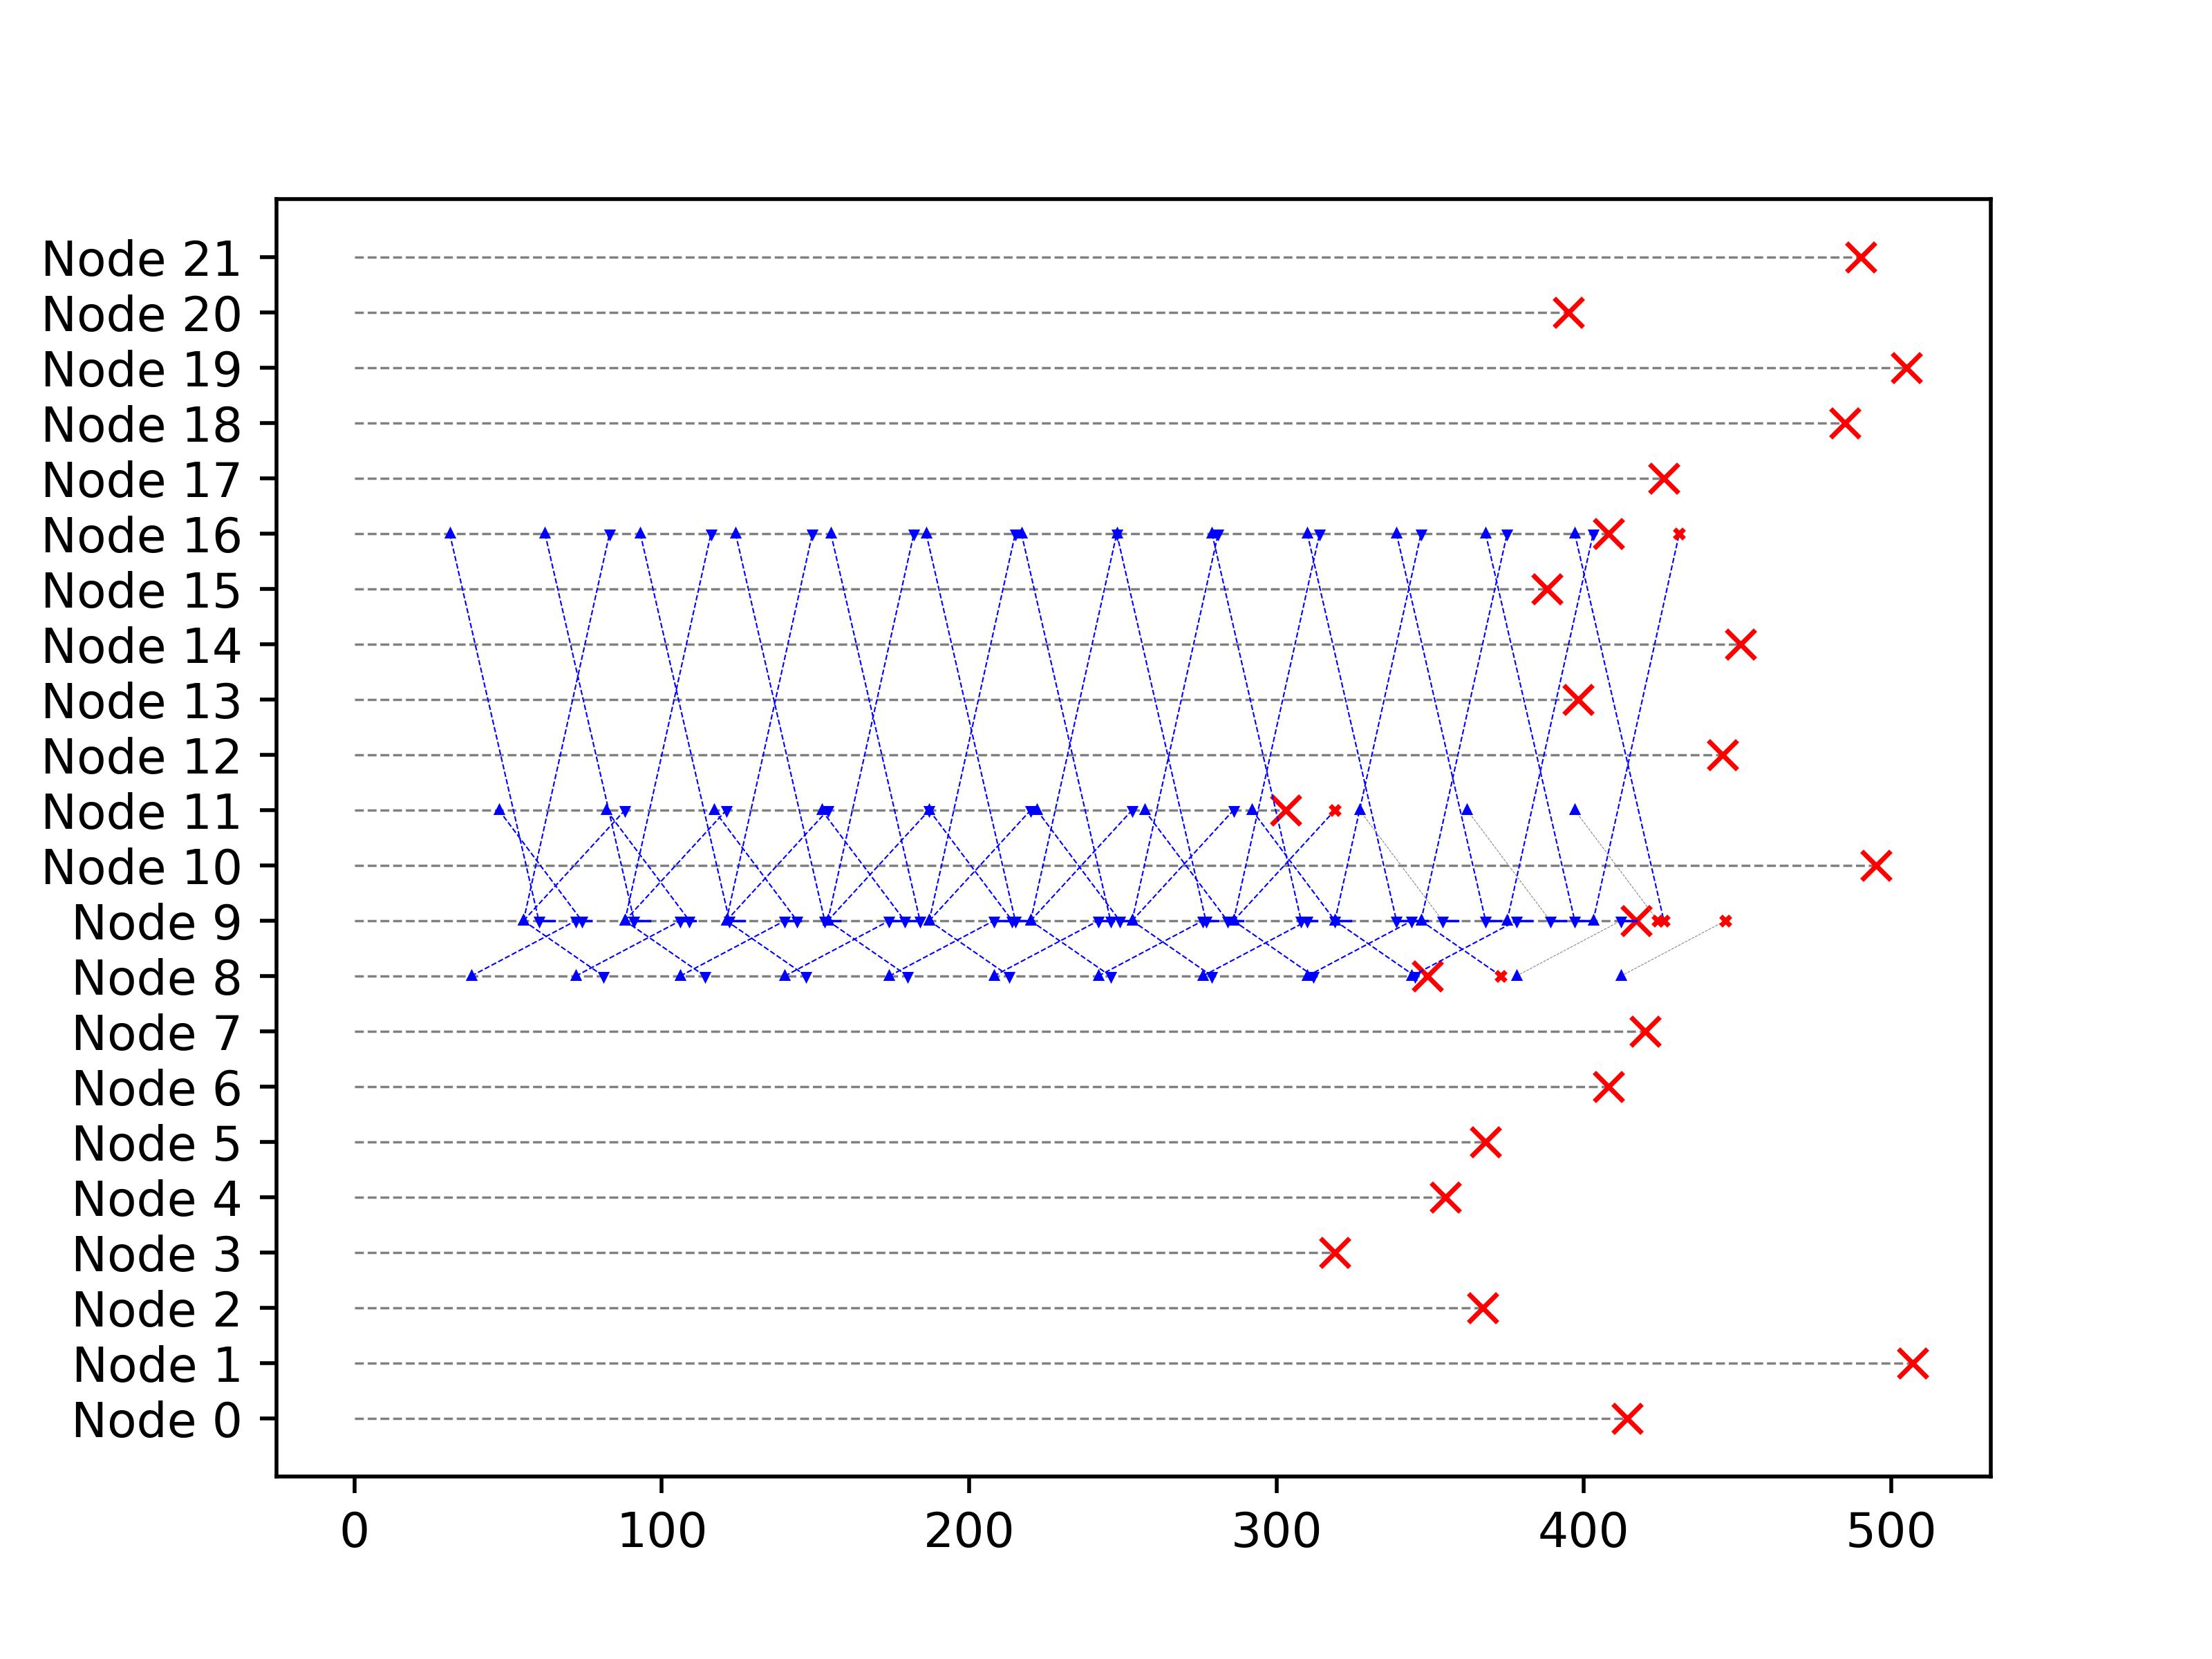 Node 21
Node 20
Node 19
Node 18
Node 17
Node 16
Node 15
Node 14
Node 13
Node 12
Node 11
Node 10
Node 9
Node 8
Node 7
Node 6
Node 5
Node 4
Node 3
Node 2
Node 1
Node 0
0 100 200 300 400 500